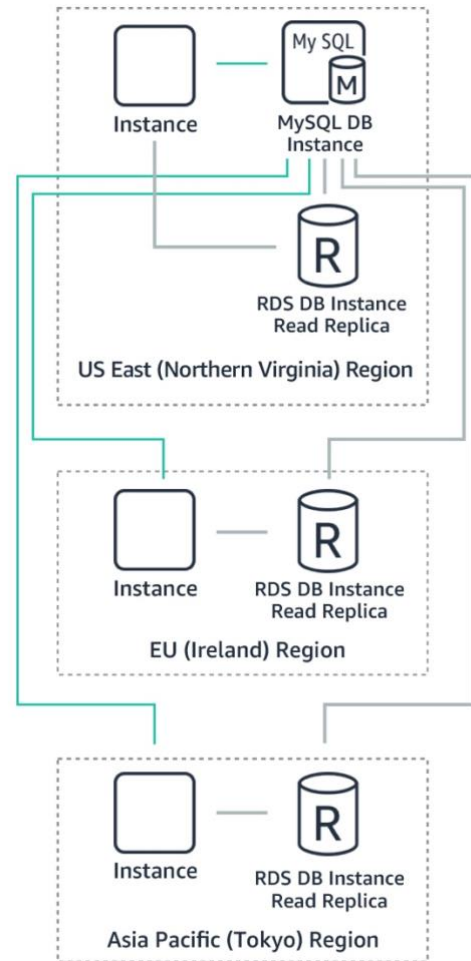 My SQL
M
Instance
MySQL DB
Instance
R
RDS DB Instance
Read Replica
US East (Northern Virginia) Region
R
Instance
RDS DB Instance
Read Replica
EU (Ireland) Region
R
Instance
RDS DB Instance
Read Replica
Asia Pacific (Tokyo) Region